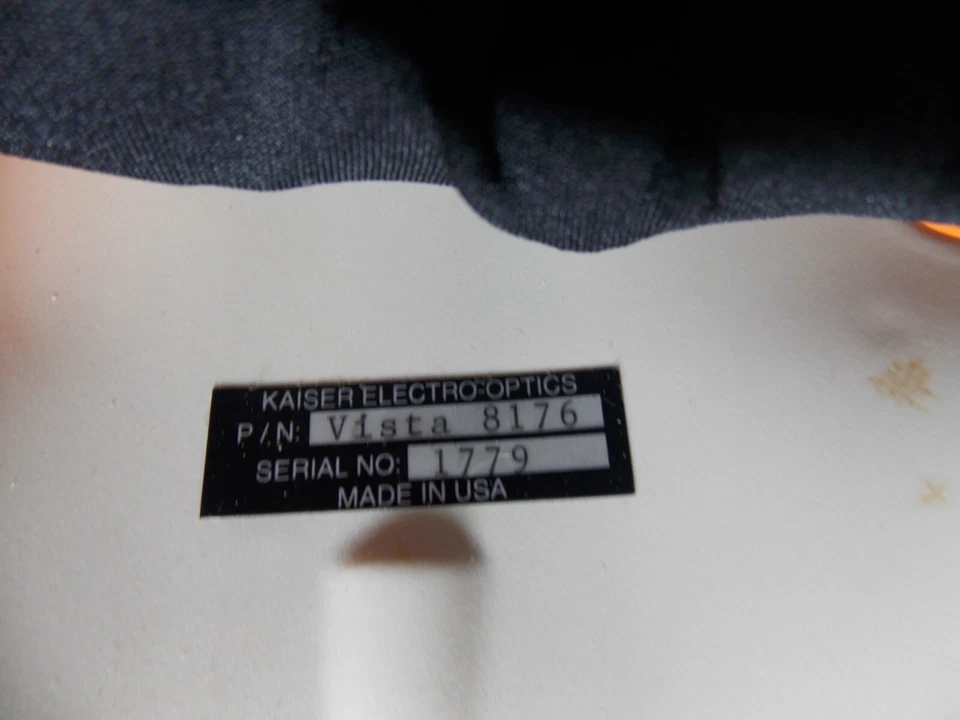 KAISER ELECTRO-OPTICS
P/N: Vista 8176
SERIAL NO: 1779
MADE IN USA